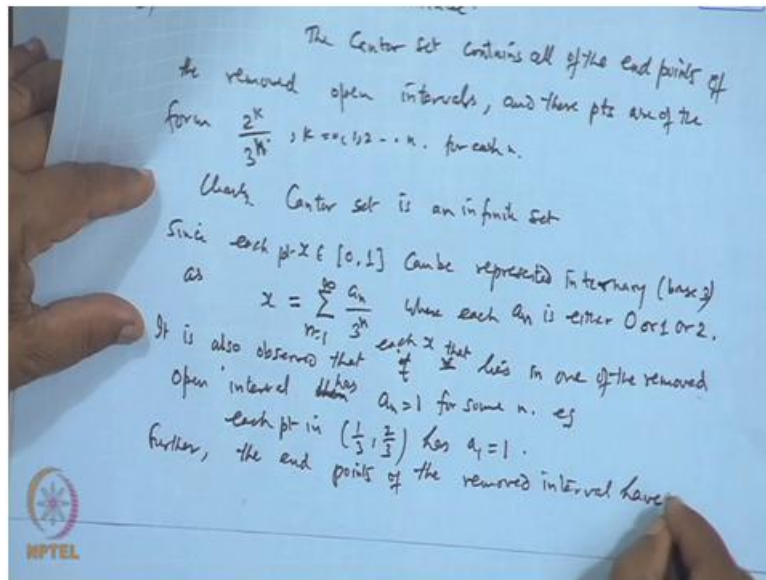 The Cantor set contains all of the end points of
the removed open intervals, and these pts are of the
form 2^k/3^n, k=0,1,2--.n. for each n.
Clearly Cantor set is an infinite set
Since each pt x ∈ [0,1] can be represented in ternary (base 3)
as x = ∑_{n=1}^{∞} a_n/3^n where each a_n is either 0 or 1 or 2.
It is also observed that each x that lies in one of the removed
open interval has a_n=1 for some n. eg
each pt in (1/3, 2/3) has a_1=1.
Further, the end points of the removed interval have
NPTEL